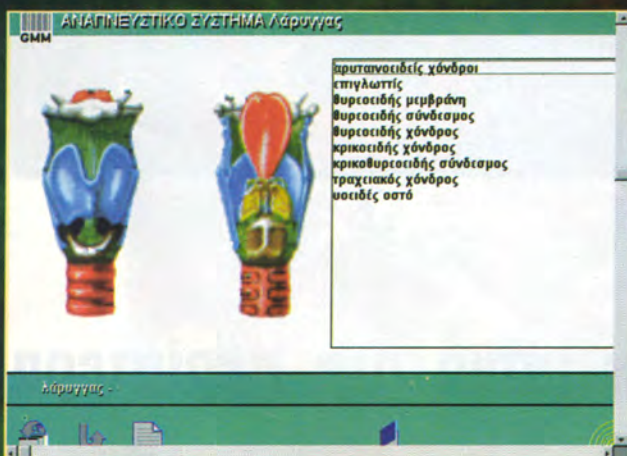 ΑΝΑΠΝΕΥΣΤΙΚΟ ΣΥΣΤΗΜΑ Λάρυγγας
GMM
αρυταινοειδείς χόνδροι
επιγλωττίς
θυρεοειδής μεμβράνη
θυρεοειδής σύνδεσμος
θυρεοειδής χόνδρος
κρικοειδής χόνδρος
κρικοθυρεοειδής σύνδεσμος
τραχειακός χόνδρος
υοειδές οστό
λάρυγγας -